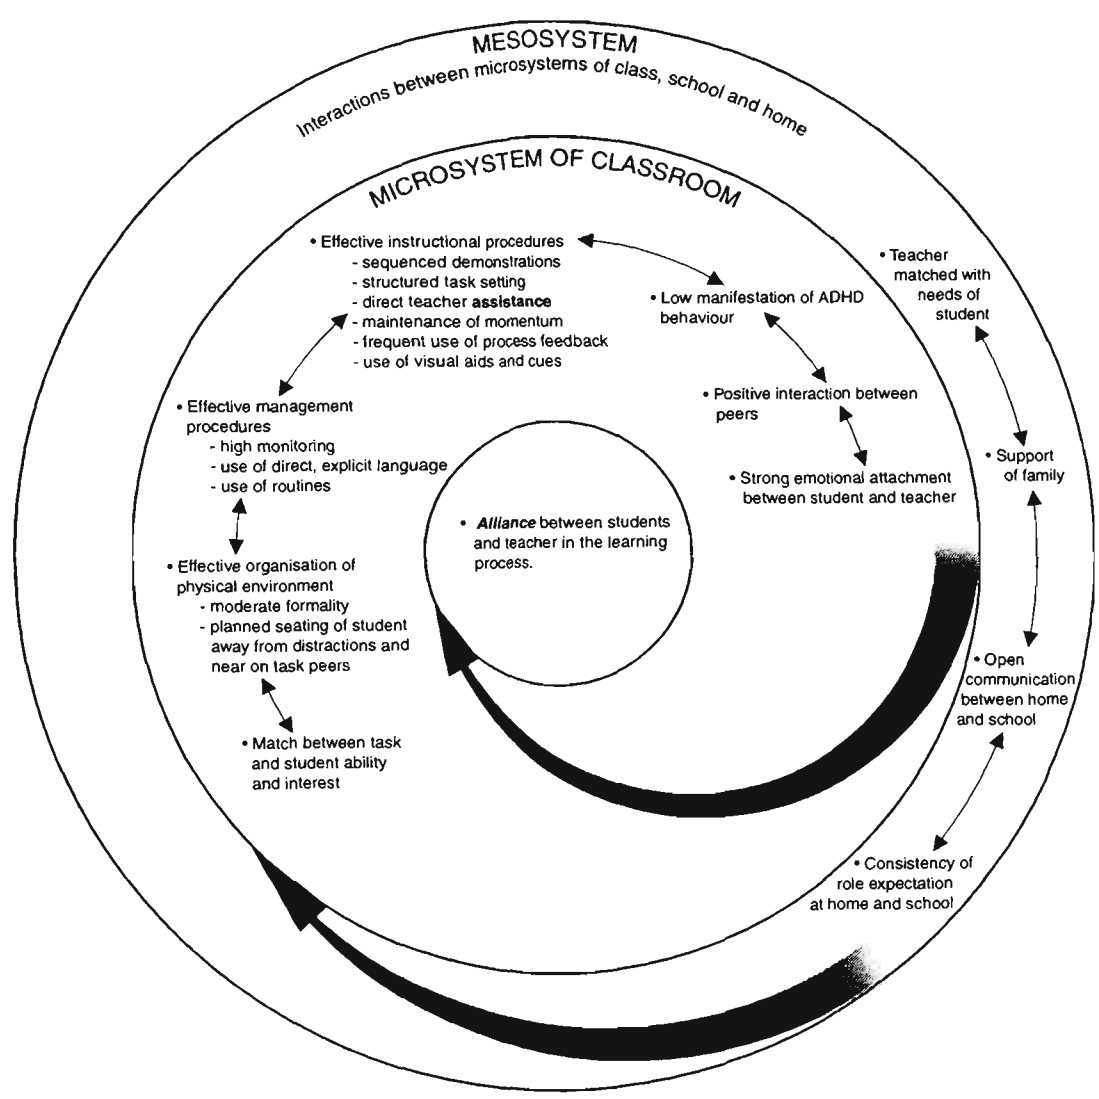 MESOSYSTEM
Interactions between microsystems of class, school and home
MICROSYSTEM OF CLASSROOM
• Effective instructional procedures
- sequenced demonstrations
- structured task setting
- direct teacher assistance
- maintenance of momentum
- frequent use of process feedback
- use of visual aids and cues
• Low manifestation of ADHD
behaviour
• Positive interaction between
peers
• Strong emotional attachment
between student and teacher
• Effective management
procedures
- high monitoring
- use of direct, explicit language
- use of routines
• Effective organisation of
physical environment
- moderate formality
- planned seating of student
away from distractions and
near on task peers
• Match between task
and student ability
and interest
• Alliance between students
and teacher in the learning
process.
• Teacher
matched with
needs of
student
• Support
of family
• Open
communication
between home
and school
• Consistency of
role expectation
at home and school